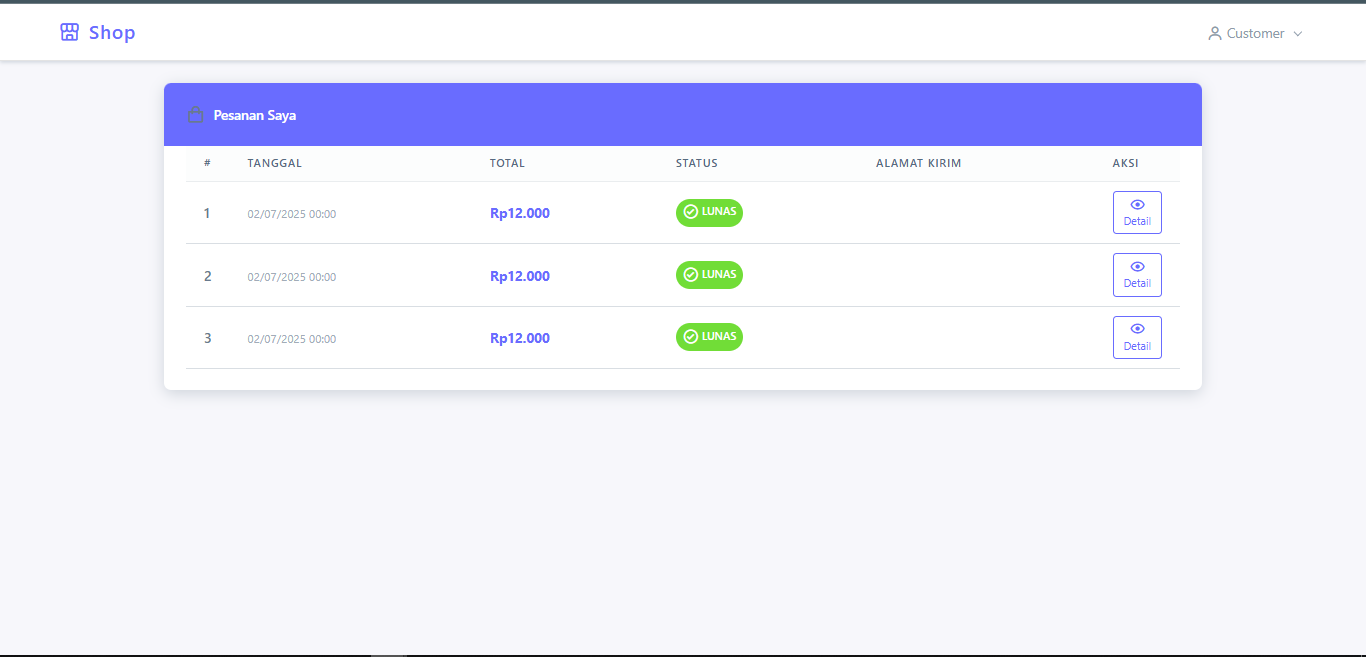 Shop
Customer
Pesanan Saya
# TANGGAL TOTAL STATUS ALAMAT KIRIM AKSI
1 02/07/2025 00:00 Rp12.000 LUNAS Detail
2 02/07/2025 00:00 Rp12.000 LUNAS Detail
3 02/07/2025 00:00 Rp12.000 LUNAS Detail